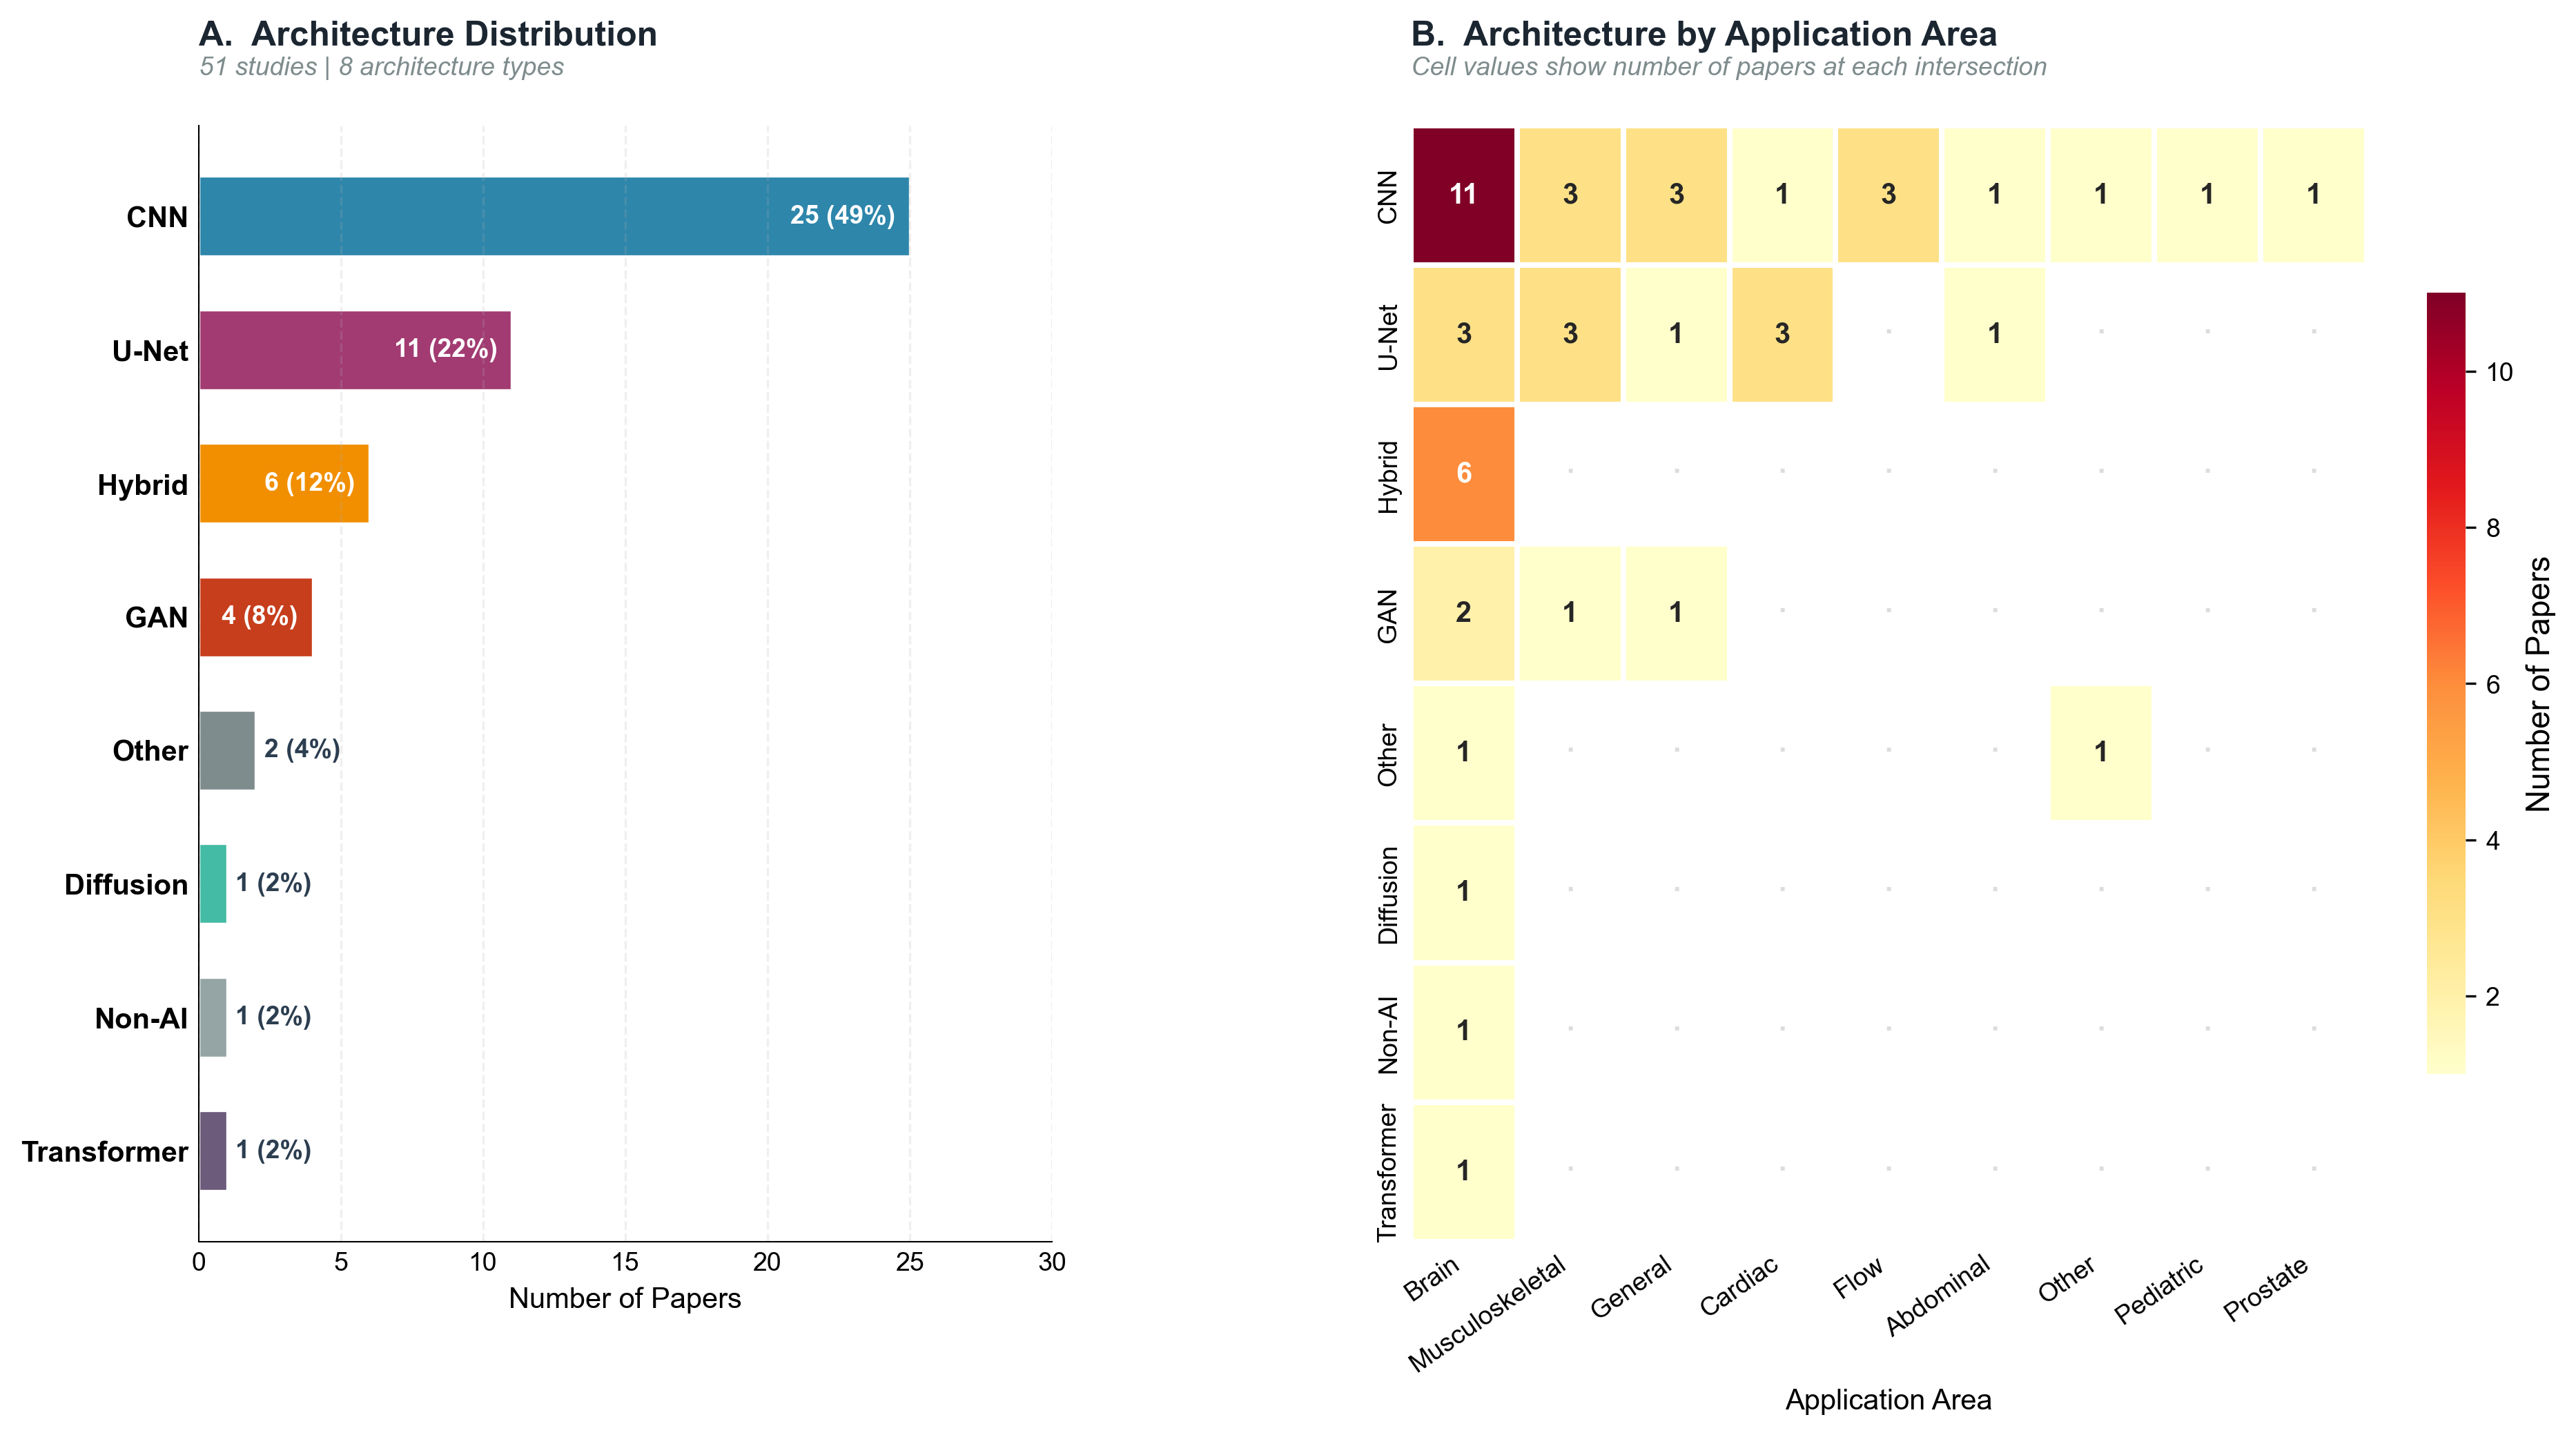 A.  Architecture Distribution
51 studies | 8 architecture types
CNN
25 (49%)
U-Net
11 (22%)
Hybrid
6 (12%)
GAN
4 (8%)
Other
2 (4%)
Diffusion
1 (2%)
Non-AI
1 (2%)
Transformer
1 (2%)
0 5 10 15 20 25 30
Number of Papers
B.  Architecture by Application Area
Cell values show number of papers at each intersection
CNN 11 3 3 1 3 1 1 1 1
U-Net 3 3 1 3 1
Hybrid 6
GAN 2 1 1
Other 1 1
Diffusion 1
Non-AI 1
Transformer 1
Brain Musculoskeletal General Cardiac Flow Abdominal Other Pediatric Prostate
Application Area
10
8
6
4
2
Number of Papers